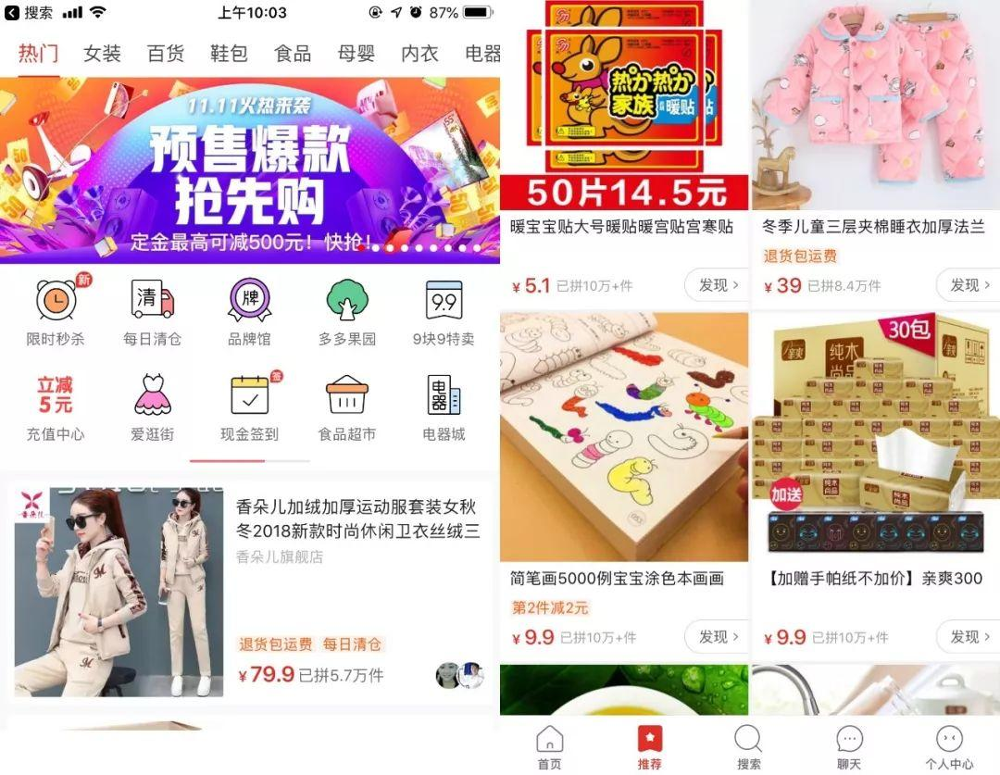 搜索
上午10:03
87%
热门 女装 百货 鞋包 食品 母婴 内衣 电器
11.11火热来袭
预售爆款
抢先购
定金最高可减500元！快抢！
新
清
牌
9.9
限时秒杀 每日清仓 品牌馆 多多果园 9块9特卖
立减
5元
签
电器
充值中心 爱逛街 现金签到 食品超市 电器城
香朵儿
香朵儿加绒加厚运动服套装女秋
冬2018新款时尚休闲卫衣丝绒三
香朵儿旗舰店
退货包运费 每日清仓
¥79.9 已拼5.7万件
热か热か
家族
暖贴
50片14.5元
暖宝宝贴大号暖贴暖宫贴宫寒贴
¥5.1 已拼10万+件 发现 >
冬季儿童三层夹棉睡衣加厚法兰
退货包运费
¥39 已拼8.4万件 发现 >
053
简笔画5000例宝宝涂色本画画
第2件减2元
¥9.9 已拼10万+件 发现 >
30包
亲爽
纯木
尚品
加送
【加赠手帕纸不加价】亲爽300
¥9.9 已拼10万+件 发现 >
首页 推荐 搜索 聊天 个人中心